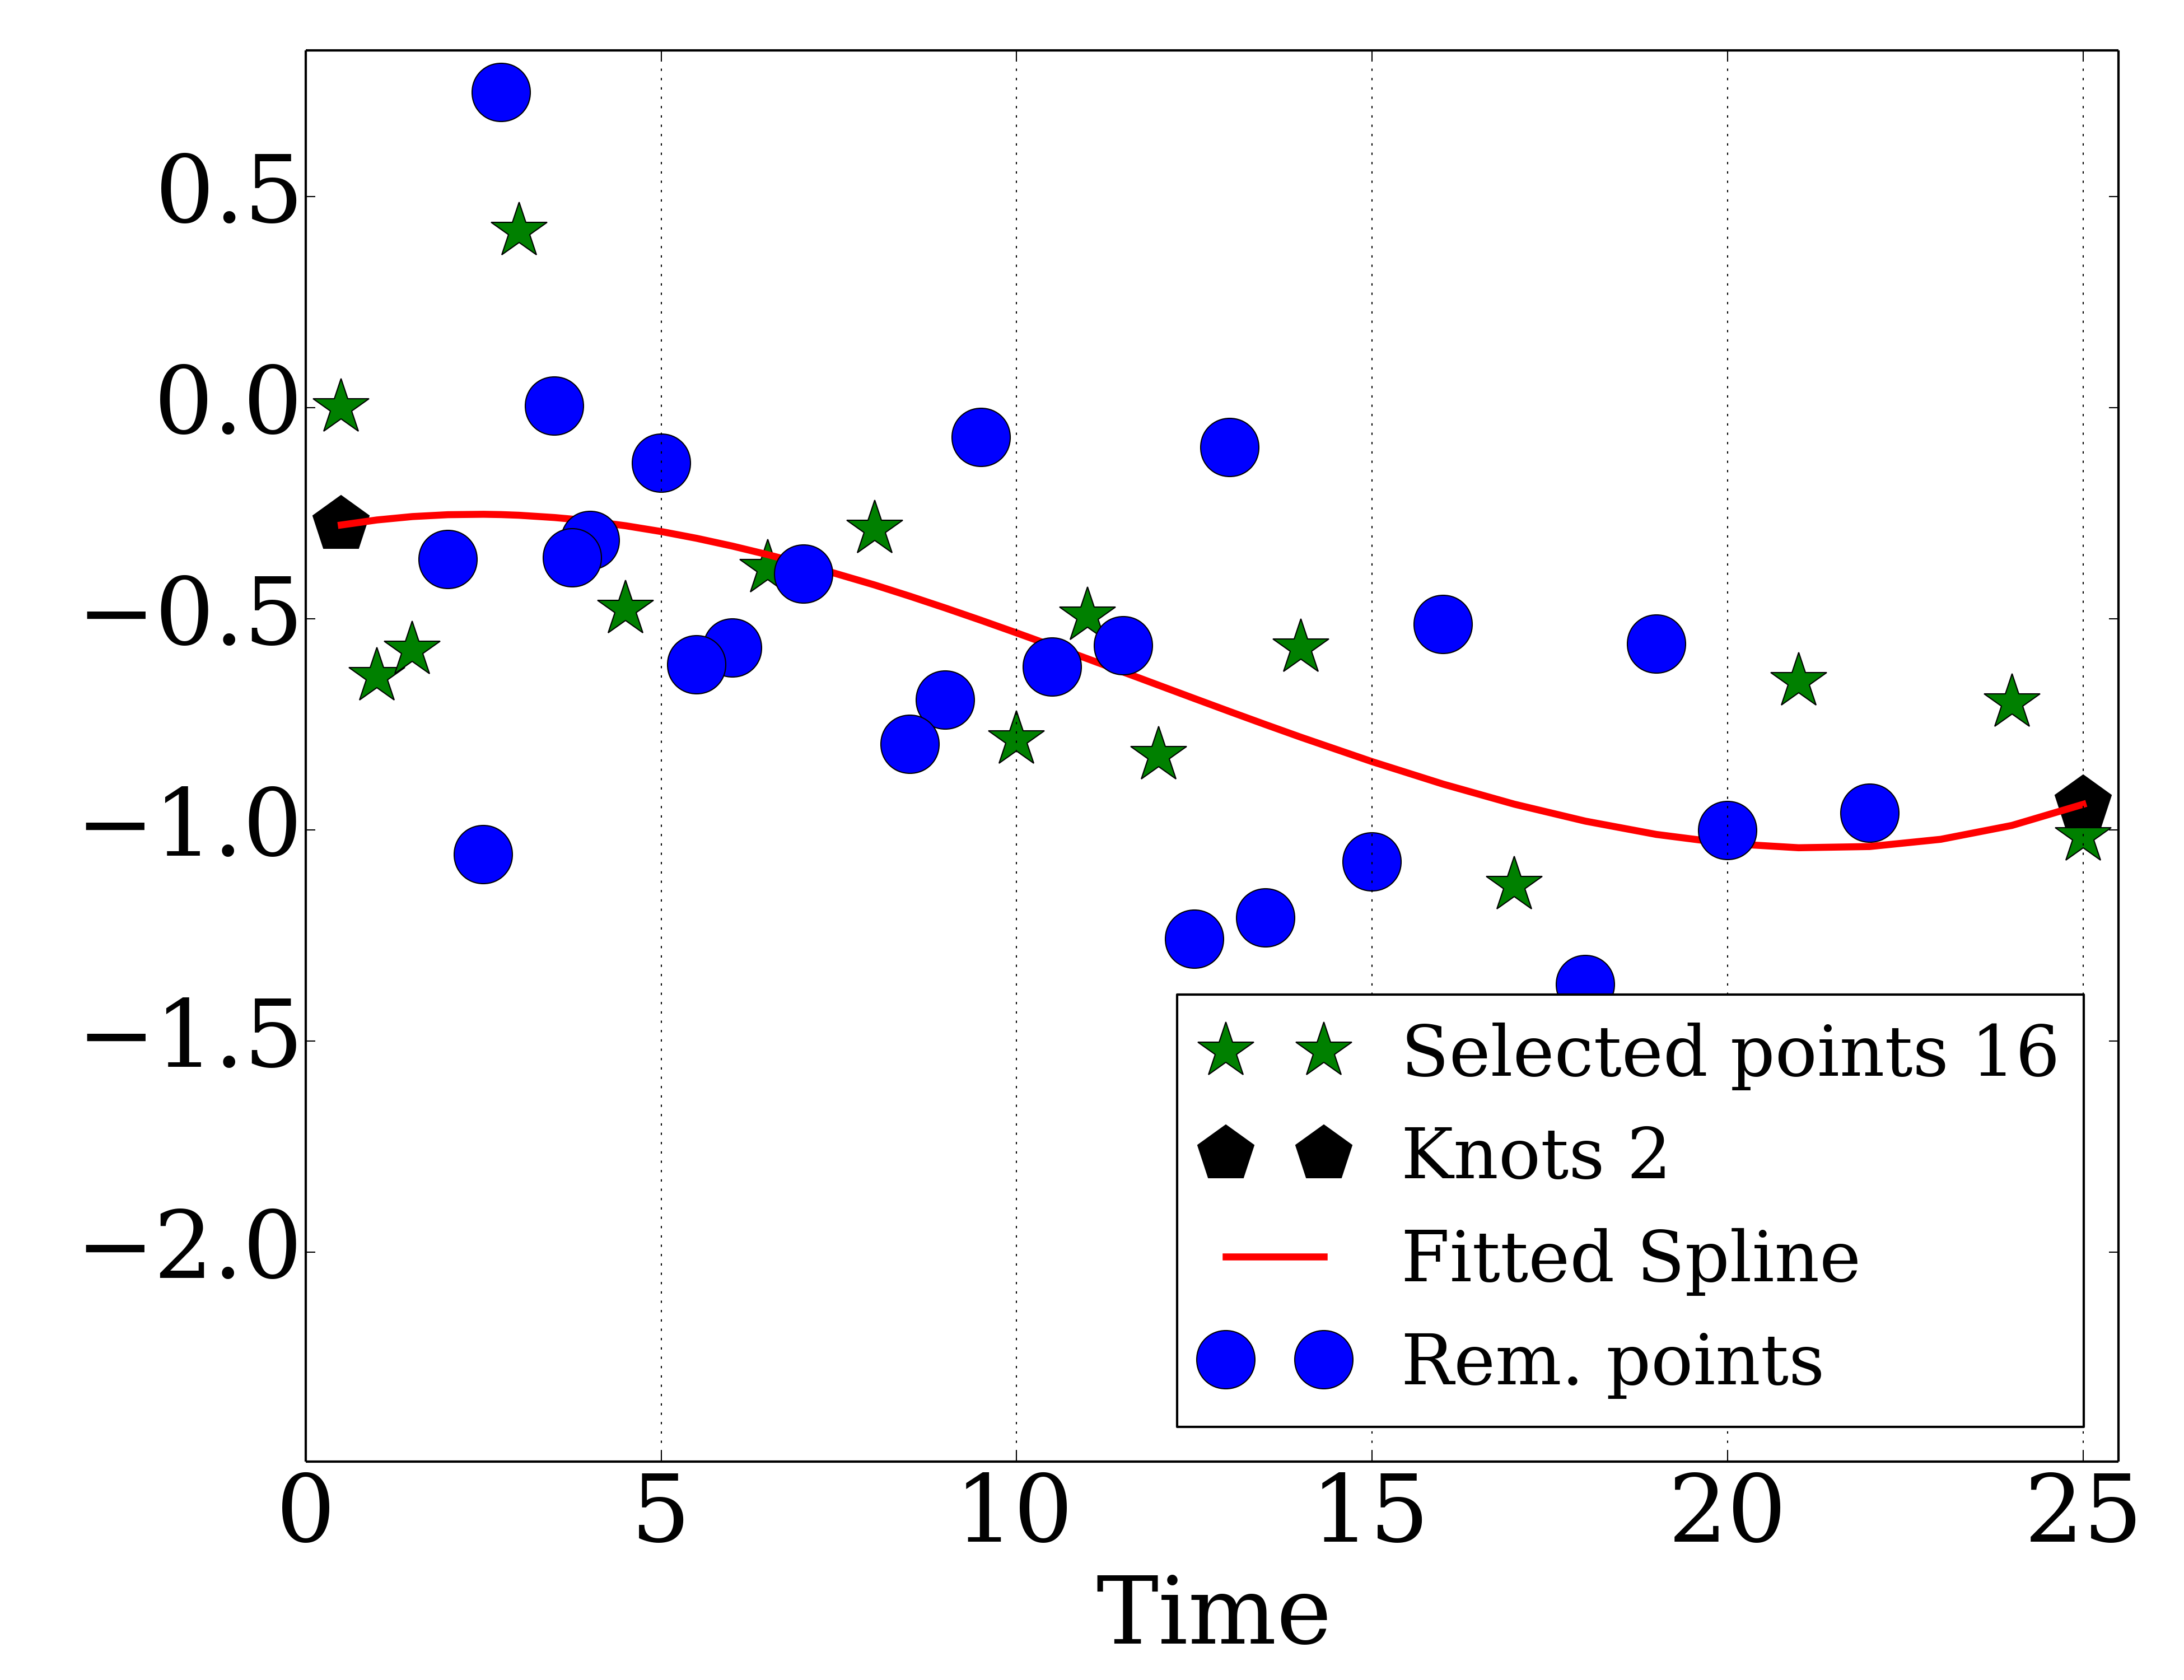 0.5
0.0
−0.5
−1.0
−1.5
−2.0
Selected points 16
Knots 2
Fitted Spline
Rem. points
0 5 10 15 20 25
Time